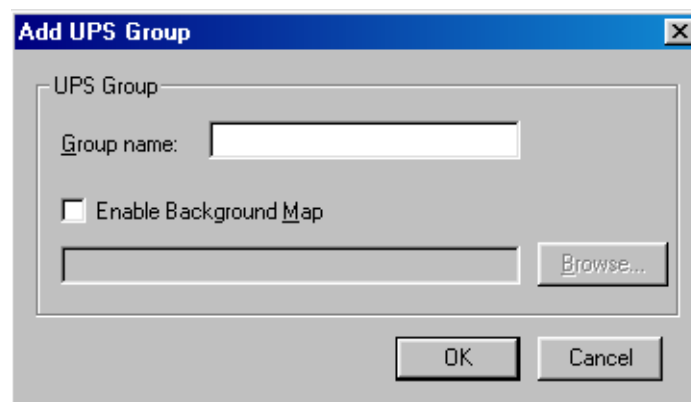 Add UPS Group
UPS Group
Group name:
Enable Background Map
Browse...
OK Cancel